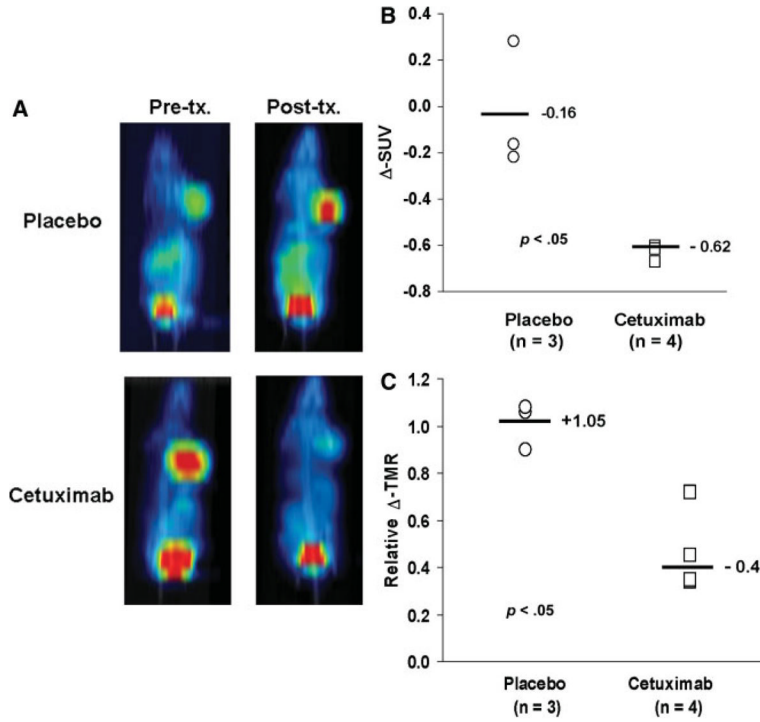 A
Pre-tx.
Post-tx.
Placebo
Cetuximab
B
0.4
0.2
0.0
-0.2
-0.4
-0.6
-0.8
Δ-SUV
-0.16
p < .05
- 0.62
Placebo
(n = 3)
Cetuximab
(n = 4)
C
1.2
1.0
0.8
0.6
0.4
0.2
0.0
Relative Δ-TMR
+1.05
- 0.4
p < .05
Placebo
(n = 3)
Cetuximab
(n = 4)